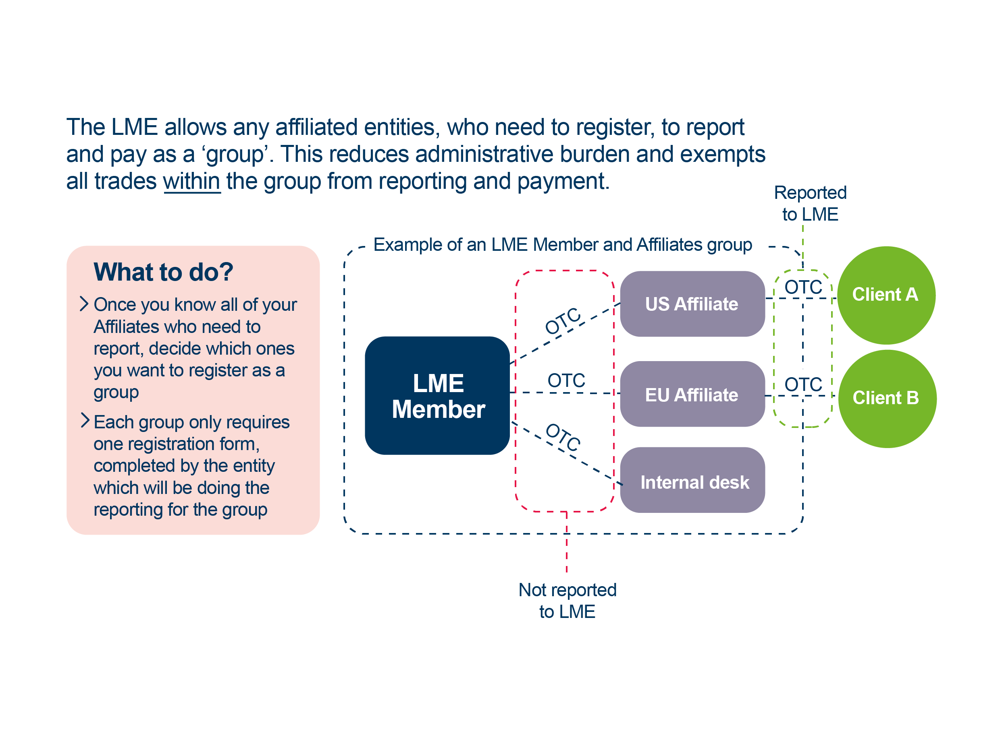 The LME allows any affiliated entities, who need to register, to report
and pay as a ‘group’. This reduces administrative burden and exempts
all trades within the group from reporting and payment.
Reported
to LME
Example of an LME Member and Affiliates group
What to do?
Once you know all of your
Affiliates who need to
report, decide which ones
you want to register as a
group
Each group only requires
one registration form,
completed by the entity
which will be doing the
reporting for the group
LME
Member
OTC
OTC
OTC
US Affiliate
EU Affiliate
Internal desk
OTC
OTC
Client A
Client B
Not reported
to LME